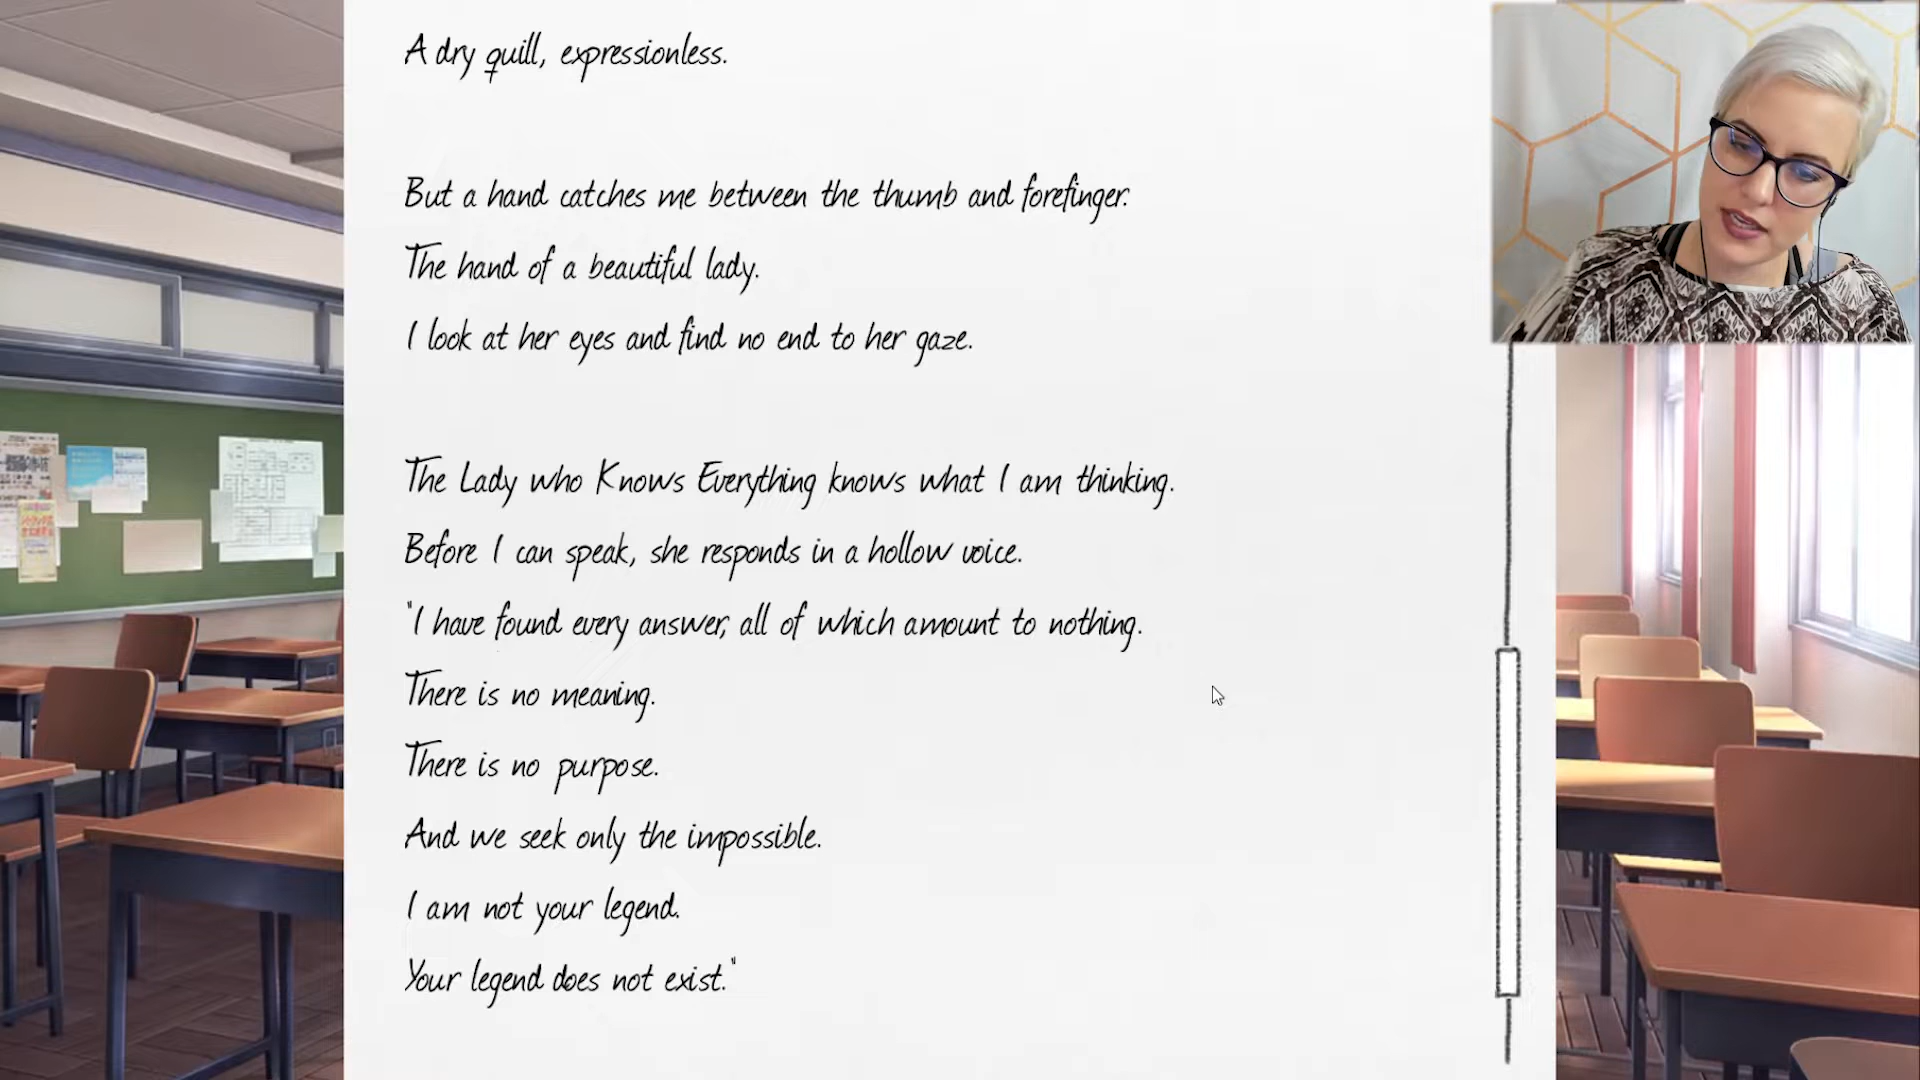 A dry quill, expressionless.
But a hand catches me between the thumb and forefinger.
The hand of a beautiful lady.
I look at her eyes and find no end to her gaze.
The Lady who Knows Everything knows what I am thinking.
Before I can speak, she responds in a hollow voice.
"I have found every answer, all of which amount to nothing.
There is no meaning.
There is no purpose.
And we seek only the impossible.
I am not your legend.
Your legend does not exist."